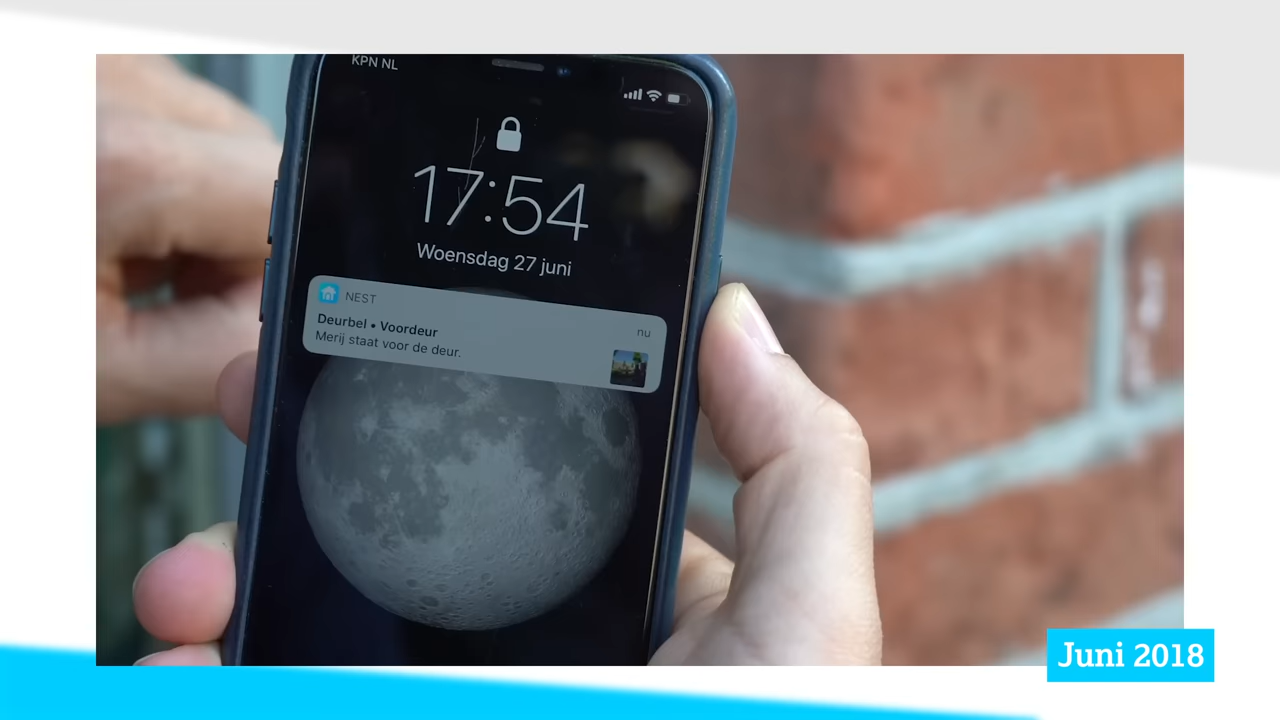 KPN NL
17:54
Woensdag 27 juni
NEST
nu
Deurbel • Voordeur
Merij staat voor de deur.
Juni 2018